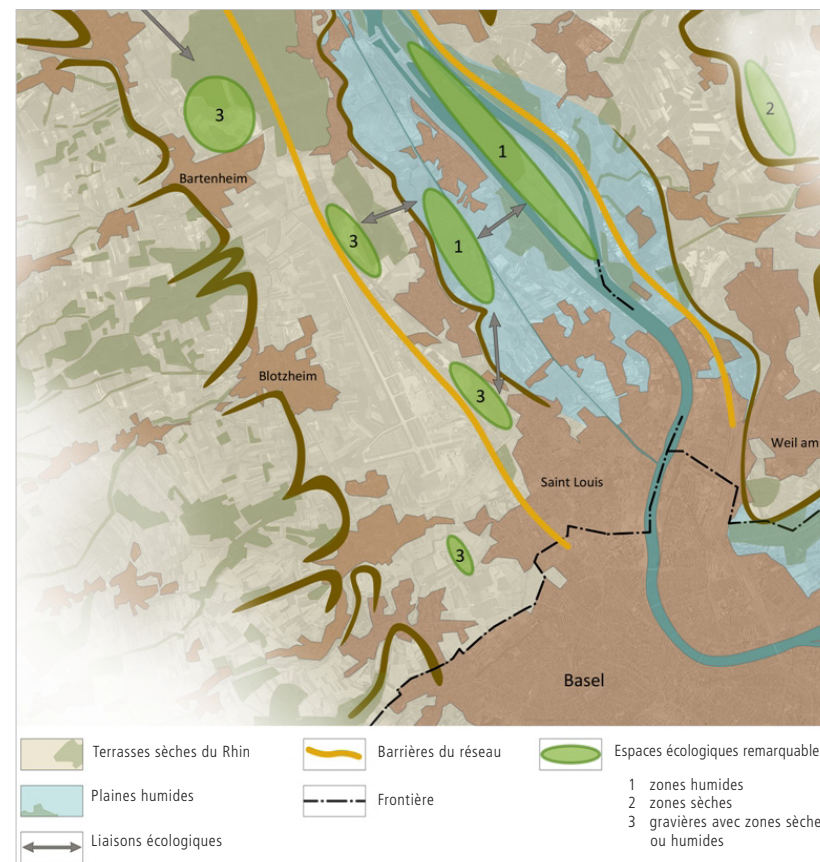 3
2
1
Bartenheim
3
1
Blotzheim
3
Weil am
Saint Louis
3
Basel
Terrasses sèches du Rhin
Barrières du réseau
Espaces écologiques remarquable
Plaines humides
Frontière
1 zones humides
2 zones sèches
3 gravières avec zones sèche
ou humides
Liaisons écologiques